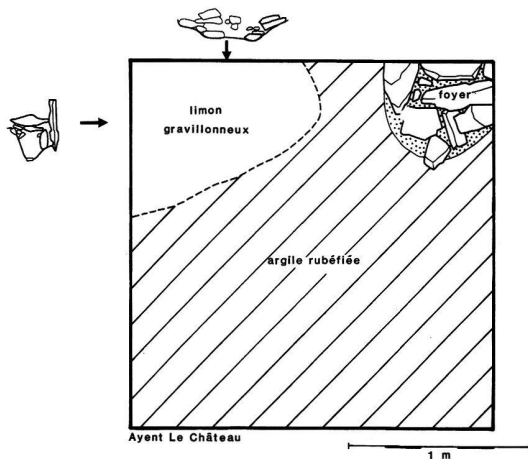 limon
gravillonneux
foyer
argile rubéfiée
Ayent Le Château
1 m